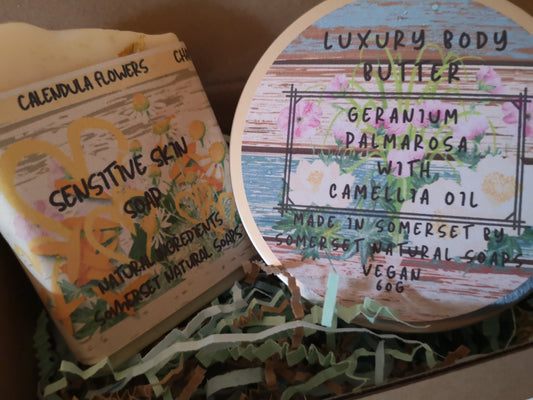 CALENDULA FLOWERS
SENSITIVE SKIN
SOAP
NATURAL INGREDIENTS
SOMERSET NATURAL SOAPS
LUXURY BODY
BUTTER
GERANIUM
PALMAROSA
WITH
CAMELLIA OIL
MADE IN SOMERSET BY
SOMERSET NATURAL SOAPS
VEGAN
60G